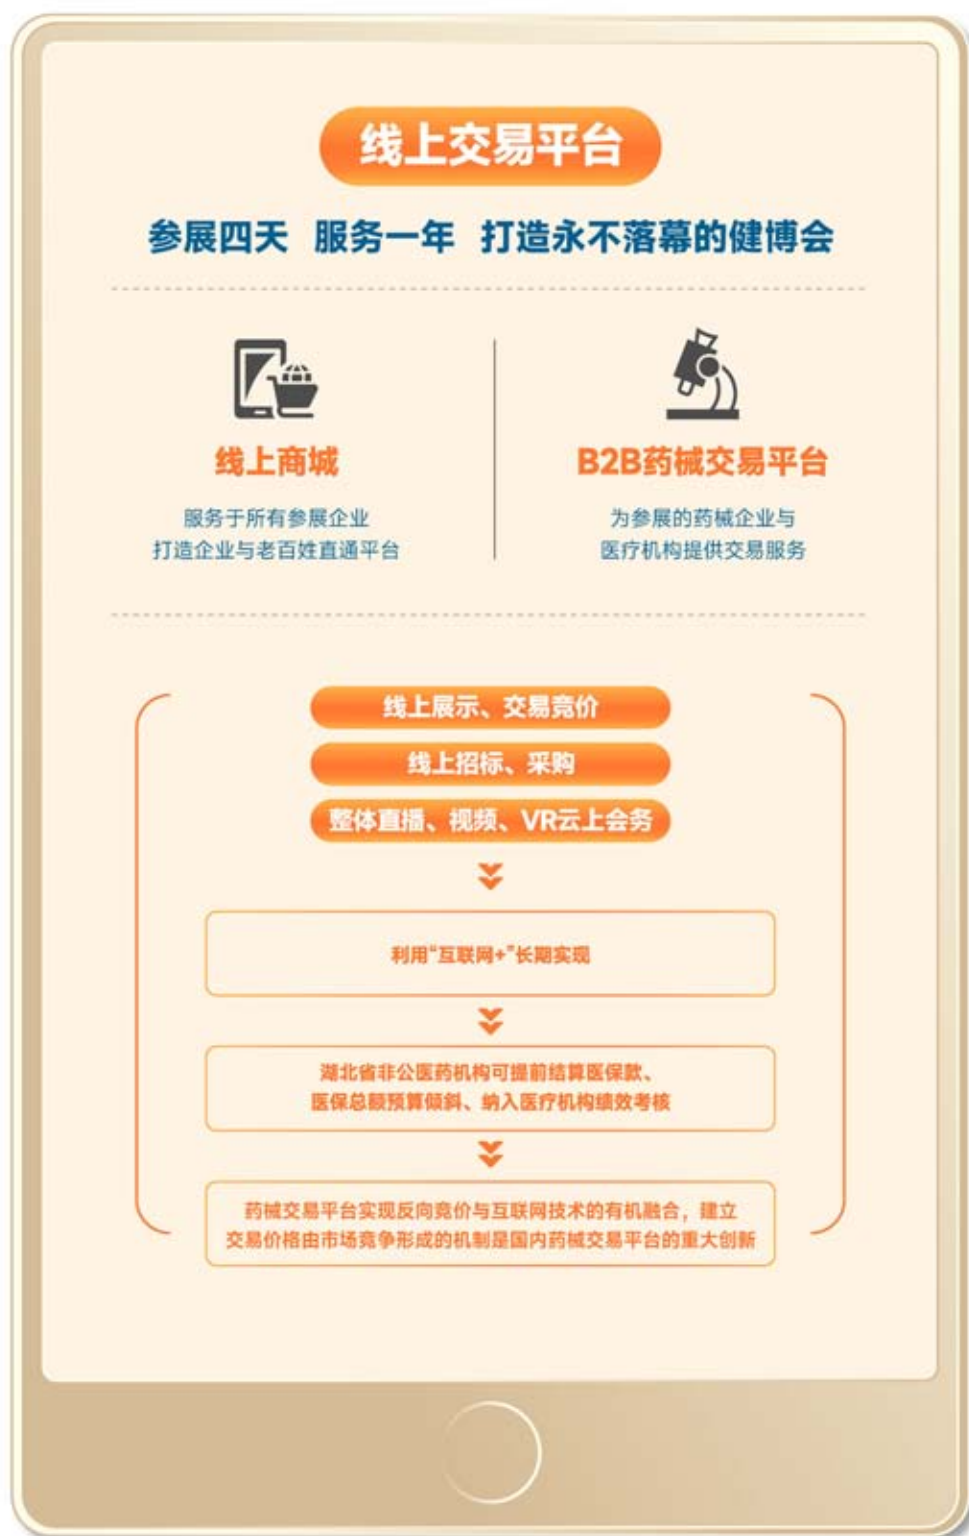 线上交易平台
参展四天 服务一年 打造永不落幕的健博会
线上商城
服务于所有参展企业
打造企业与老百姓直通平台
B2B药械交易平台
为参展的药械企业与
医疗机构提供交易服务
线上展示、交易竞价
线上招标、采购
整体直播、视频、VR云上会务
利用“互联网+”长期实现
湖北省非公医药机构可提前结算医保款、
医保总额预算倾斜、纳入医疗机构绩效考核
药械交易平台实现反向竞价与互联网技术的有机融合，建立
交易价格由市场竞争形成的机制是国内药械交易平台的重大创新